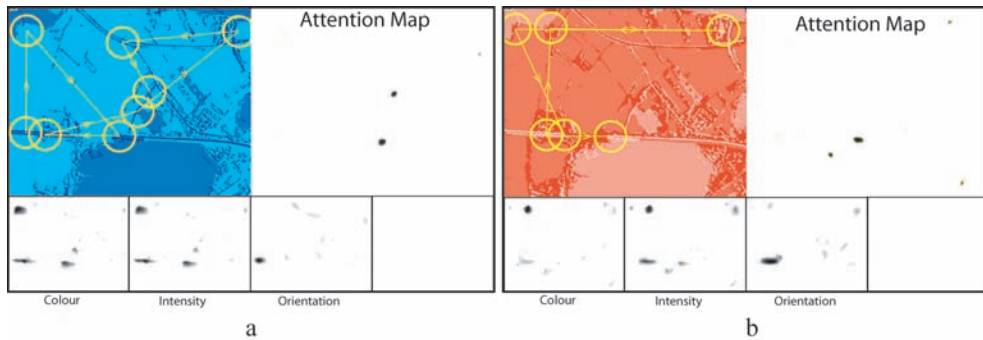 Attention Map
Attention Map
Colour
Intensity
Orientation
Colour
Intensity
Orientation
a
b